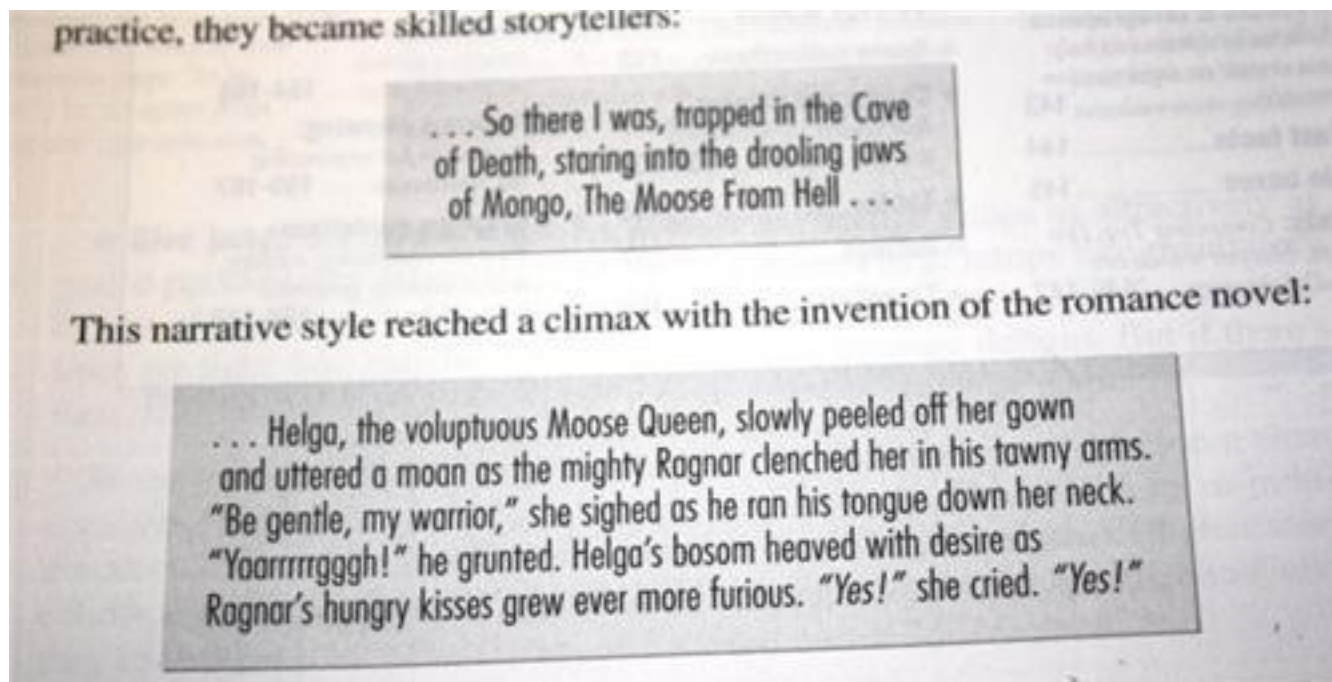 practice, they became skilled storytellers:
. . . So there I was, trapped in the Cave
of Death, staring into the drooling jaws
of Mongo, The Moose From Hell . . .
This narrative style reached a climax with the invention of the romance novel:
. . . Helga, the voluptuous Moose Queen, slowly peeled off her gown
and uttered a moan as the mighty Ragnar clenched her in his tawny arms.
“Be gentle, my warrior,” she sighed as he ran his tongue down her neck.
“Yaarrrrrgggh!” he grunted. Helga’s bosom heaved with desire as
Ragnar’s hungry kisses grew ever more furious. “Yes!” she cried. “Yes!”